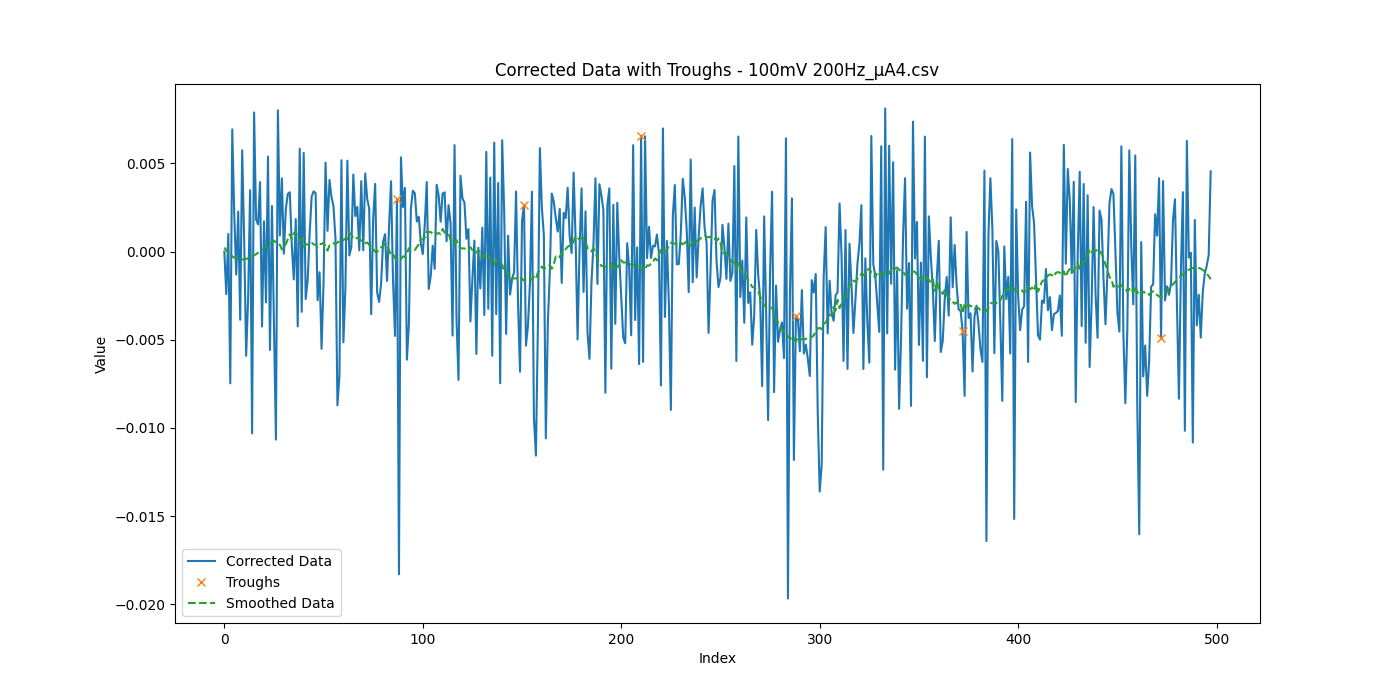 Corrected Data with Troughs - 100mV 200Hz_µA4.csv
Value
0.005
0.000
−0.005
−0.010
−0.015
−0.020
Corrected Data
Troughs
Smoothed Data
0
100
200
300
400
500
Index